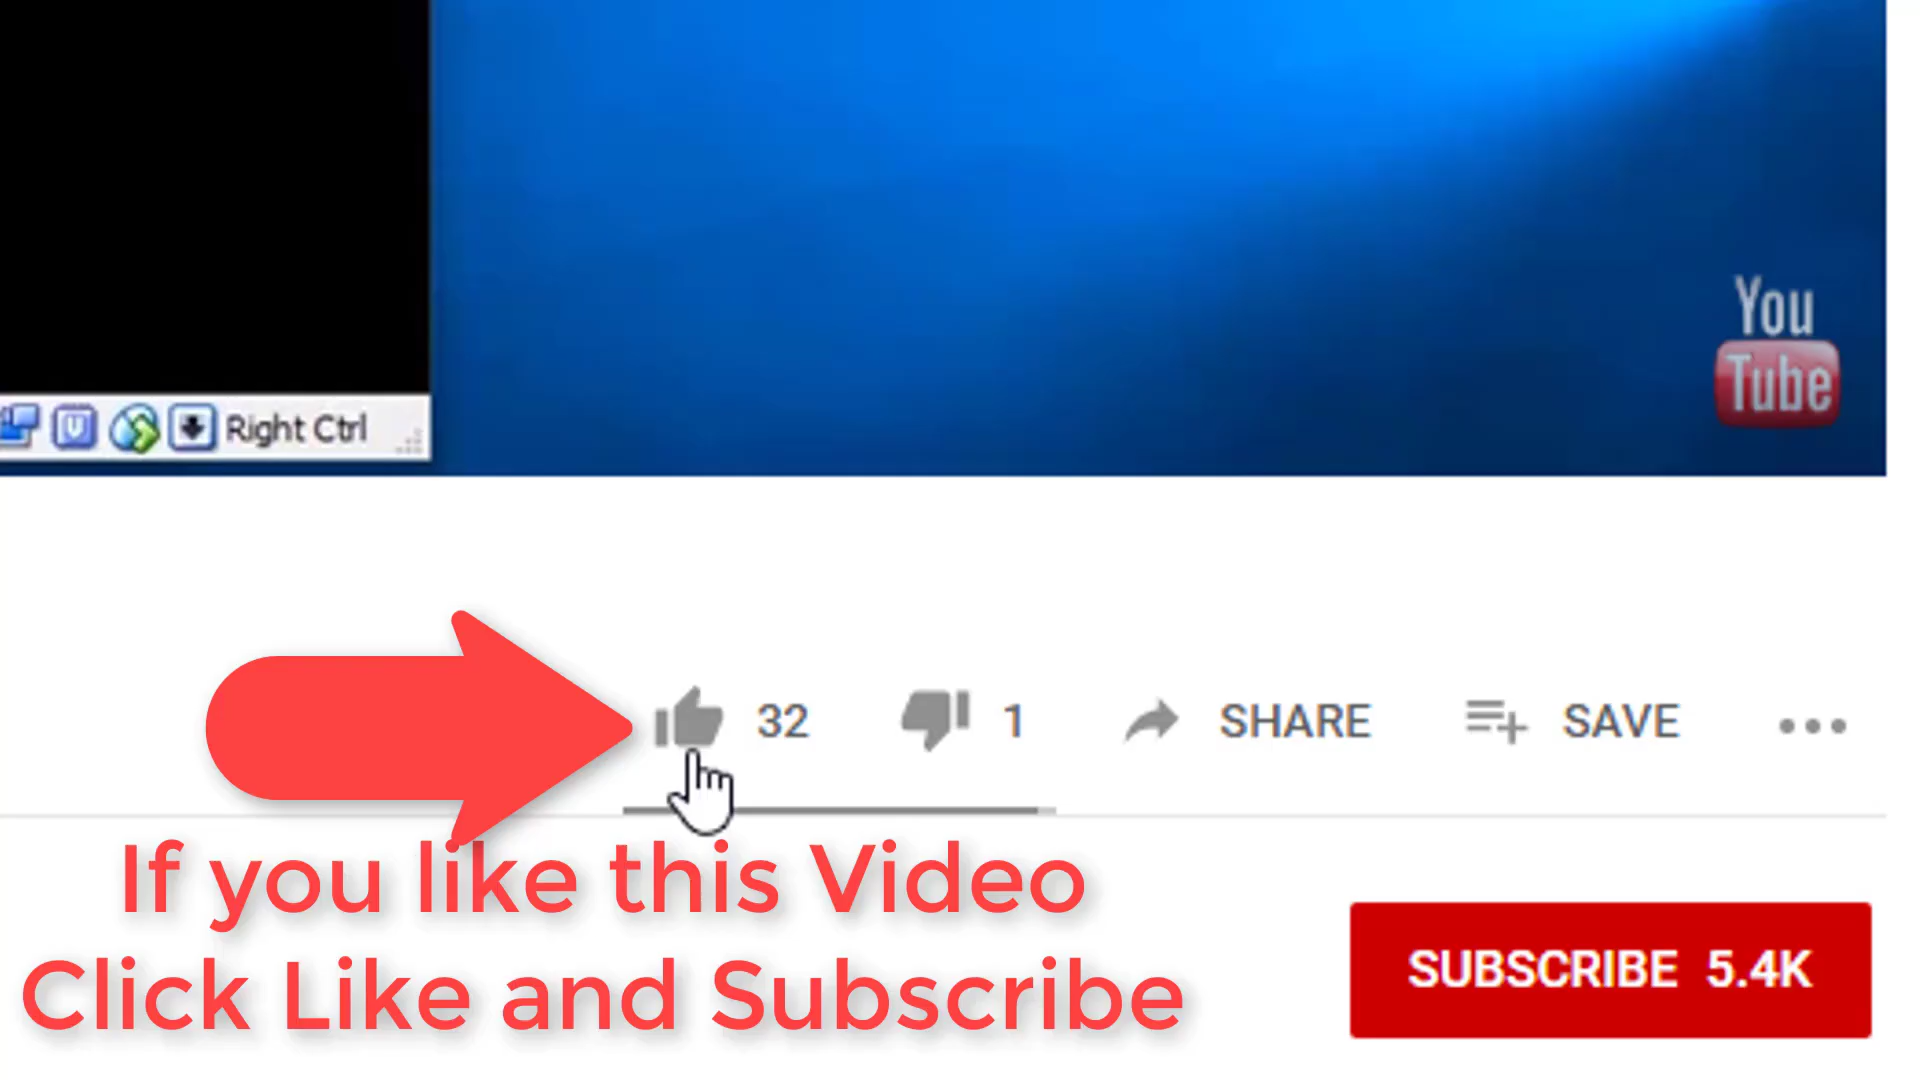 You
Tube
Right Ctrl
32 1 SHARE SAVE
If you like this Video
Click Like and Subscribe
SUBSCRIBE 5.4K